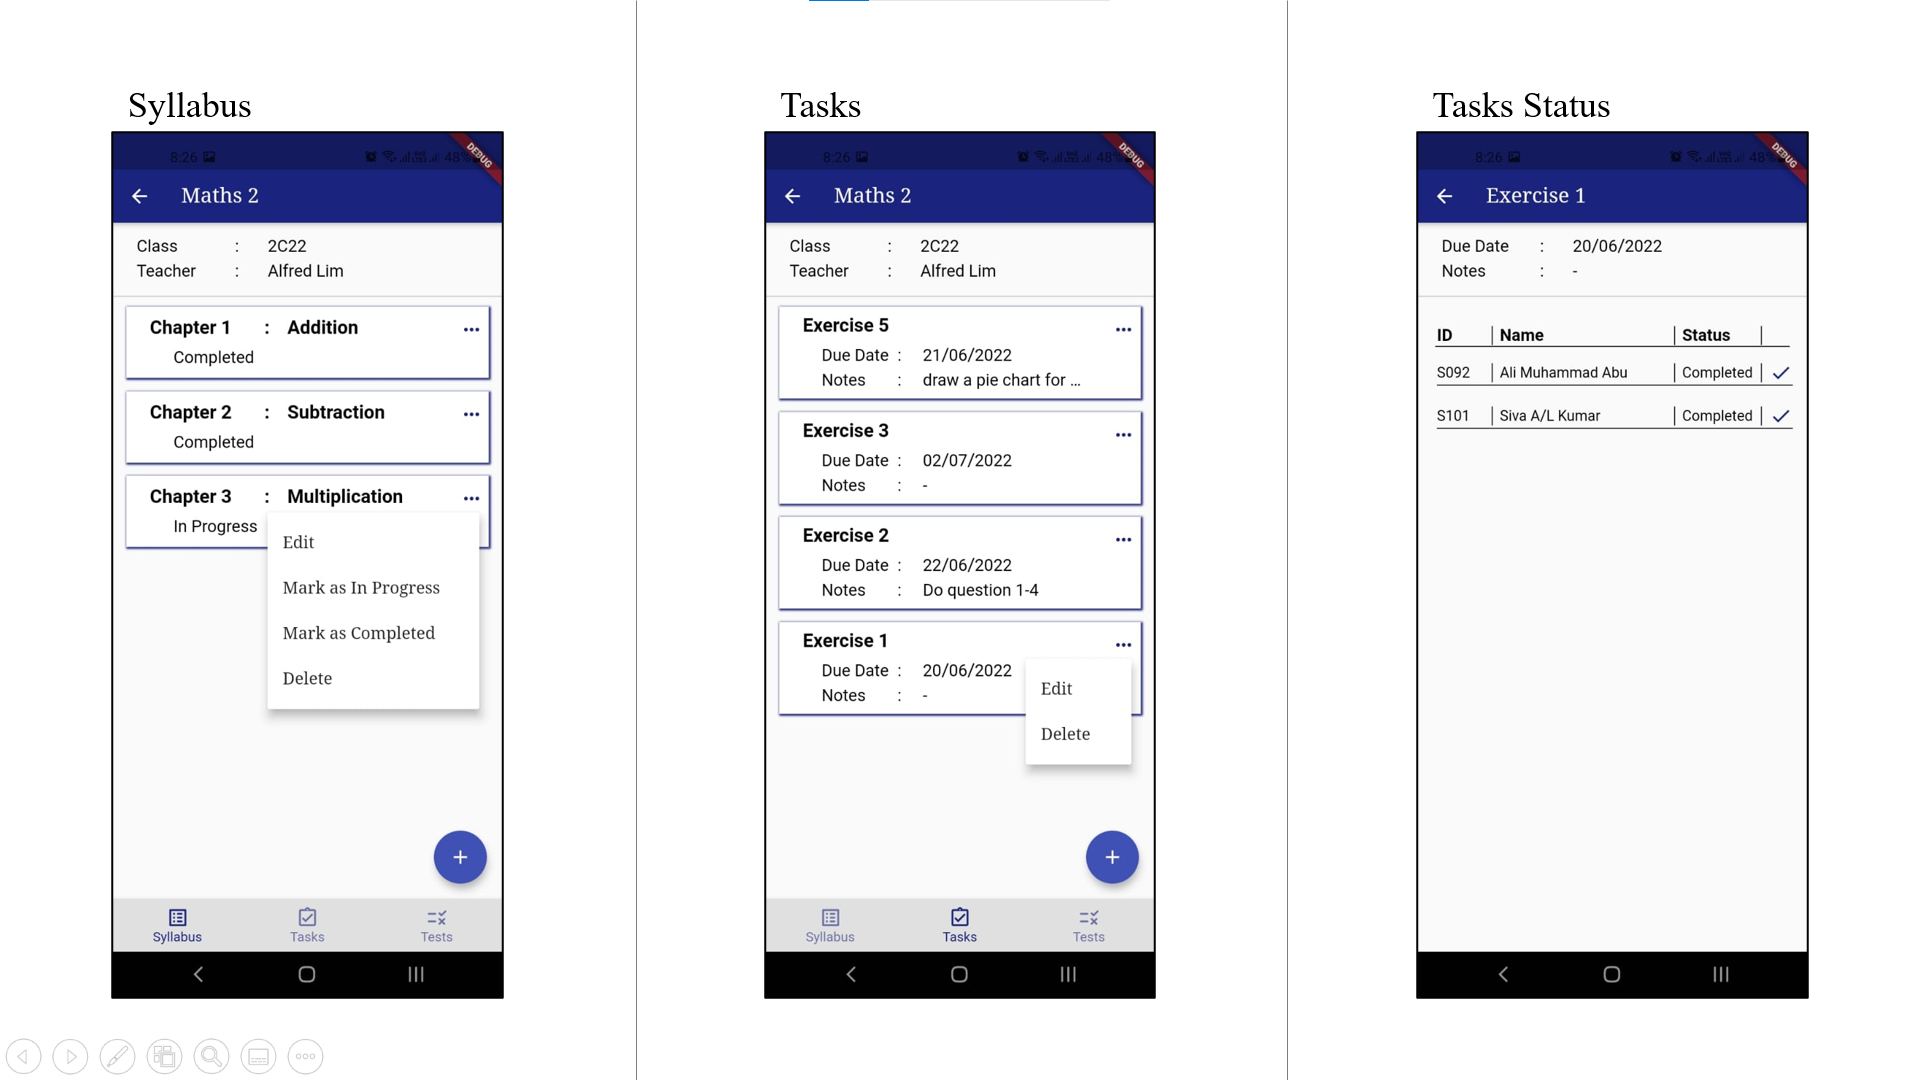 Syllabus
8:26 48%
DEBUG
Maths 2
Class : 2C22
Teacher : Alfred Lim
Chapter 1 : Addition
Completed
Chapter 2 : Subtraction
Completed
Chapter 3 : Multiplication
In Progress
Edit
Mark as In Progress
Mark as Completed
Delete
Syllabus Tasks Tests
Tasks
8:26 48%
DEBUG
Maths 2
Class : 2C22
Teacher : Alfred Lim
Exercise 5
Due Date : 21/06/2022
Notes : draw a pie chart for ...
Exercise 3
Due Date : 02/07/2022
Notes : -
Exercise 2
Due Date : 22/06/2022
Notes : Do question 1-4
Exercise 1
Due Date : 20/06/2022
Notes : -
Edit
Delete
Syllabus Tasks Tests
Tasks Status
8:26 48%
DEBUG
Exercise 1
Due Date : 20/06/2022
Notes : -
ID Name Status
S092 Ali Muhammad Abu Completed
S101 Siva A/L Kumar Completed